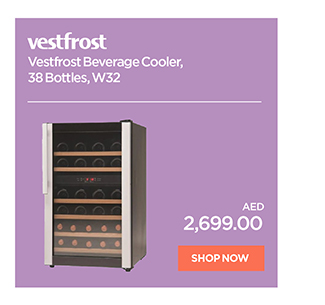 vestfrost
Vestfrost Beverage Cooler,
38 Bottles, W32
AED
2,699.00
SHOP NOW